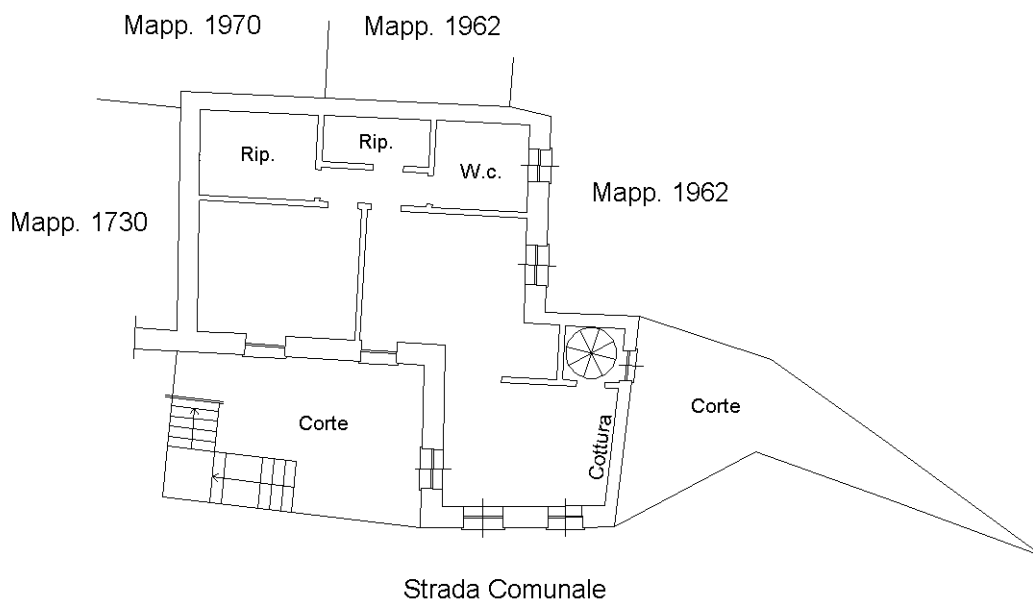 Mapp. 1970
Mapp. 1962
Rip.
Rip.
W.c.
Mapp. 1962
Mapp. 1730
Corte
Cottura
Corte
Strada Comunale